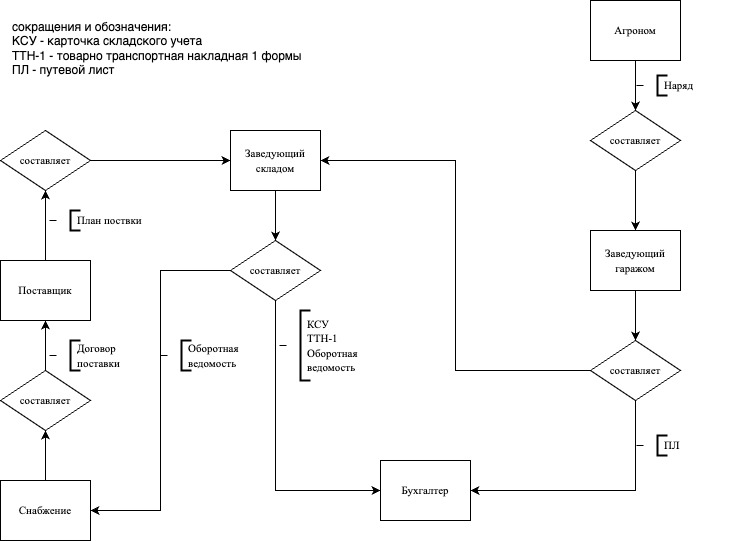 сокращения и обозначения:
КСУ - карточка складского учета
ТТН-1 - товарно транспортная накладная 1 формы
ПЛ - путевой лист
Агроном
Наряд
составляет
составляет
Заведующий
складом
План поствки
Заведующий
гаражом
составляет
Поставщик
КСУ
ТТН-1
Оборотная
ведомость
Договор
поставки
Оборотная
ведомость
составляет
составляет
ПЛ
Снабжение
Бухгалтер